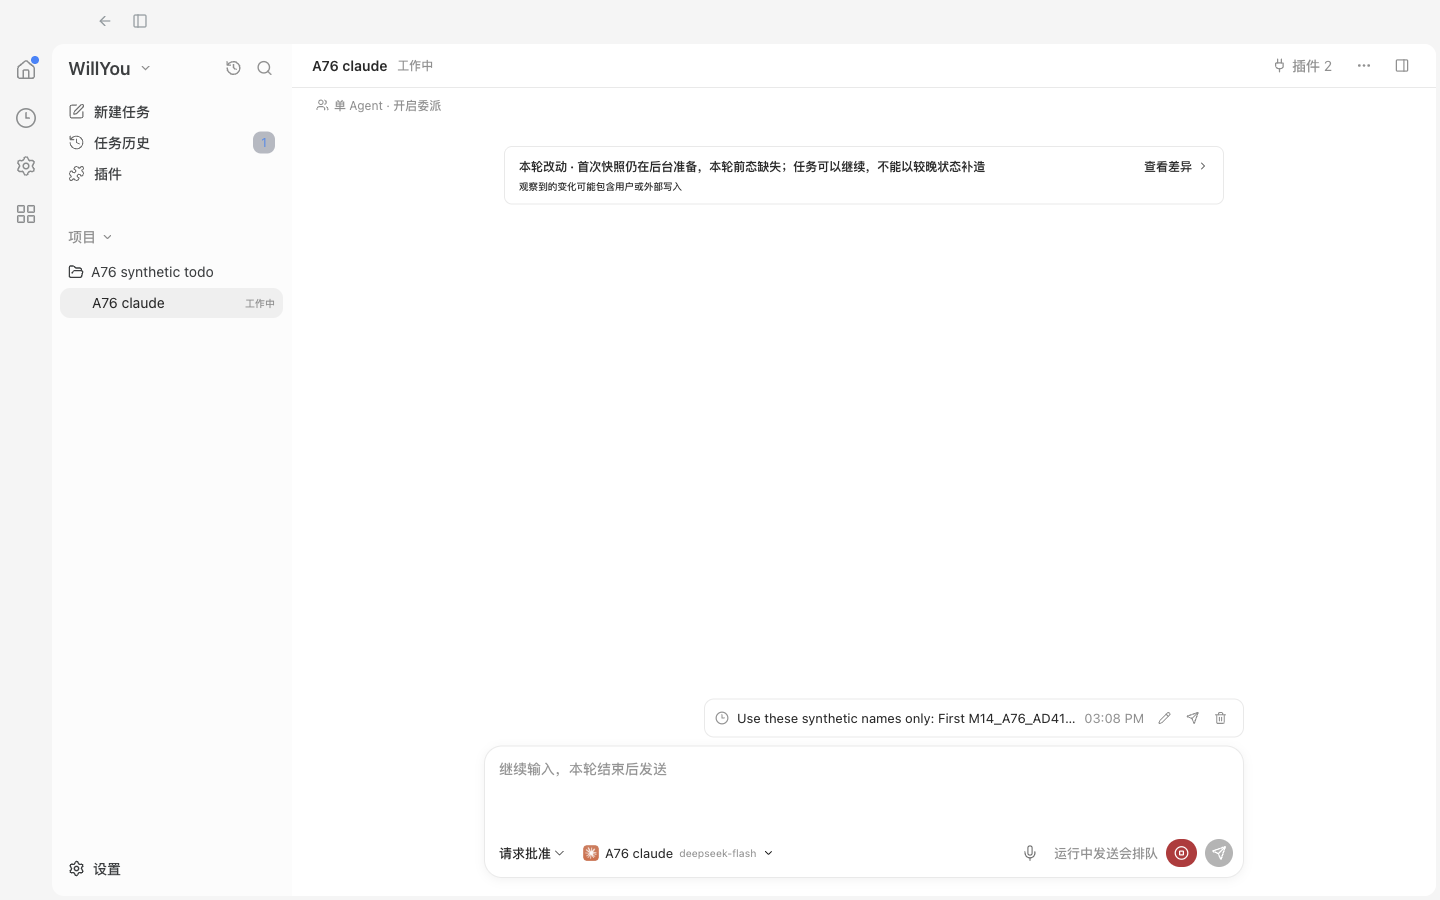 WillYou
新建任务
任务历史 1
插件
项目
A76 synthetic todo
A76 claude 工作中
设置
A76 claude 工作中
插件 2
单 Agent · 开启委派
本轮改动 · 首次快照仍在后台准备，本轮前态缺失；任务可以继续，不能以较晚状态补造
查看差异
观察到的变化可能包含用户或外部写入
Use these synthetic names only: First M14_A76_AD41... 03:08 PM
继续输入，本轮结束后发送
请求批准 A76 claude deepseek-flash 运行中发送会排队